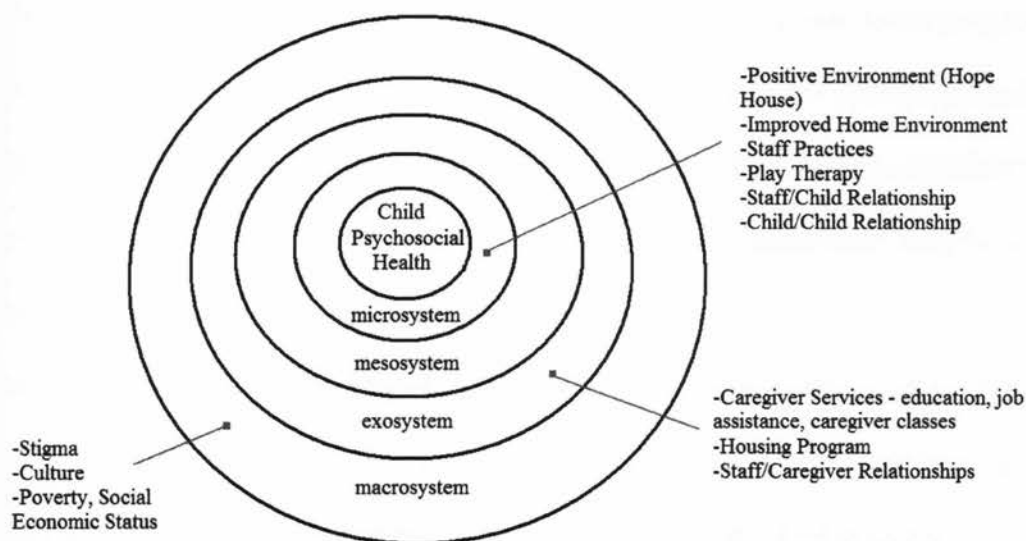 Child
Psychosocial
Health
microsystem
mesosystem
exosystem
macrosystem
-Positive Environment (Hope
House)
-Improved Home Environment
-Staff Practices
-Play Therapy
-Staff/Child Relationship
-Child/Child Relationship
-Caregiver Services - education, job
assistance, caregiver classes
-Housing Program
-Staff/Caregiver Relationships
-Stigma
-Culture
-Poverty, Social
Economic Status